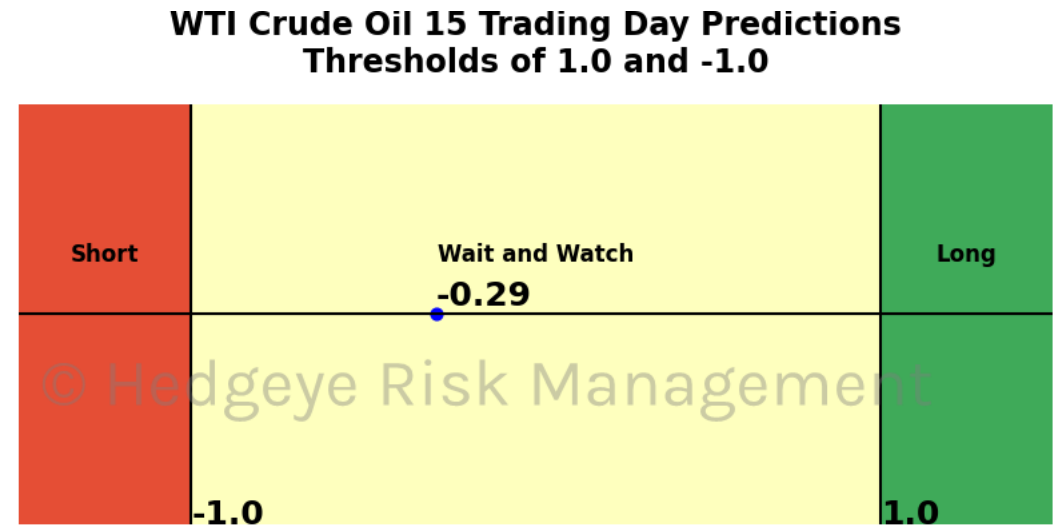 WTI Crude Oil 15 Trading Day Predictions
Thresholds of 1.0 and -1.0
Short
Wait and Watch
Long
-0.29
© Hedgeye Risk Management
-1.0
1.0